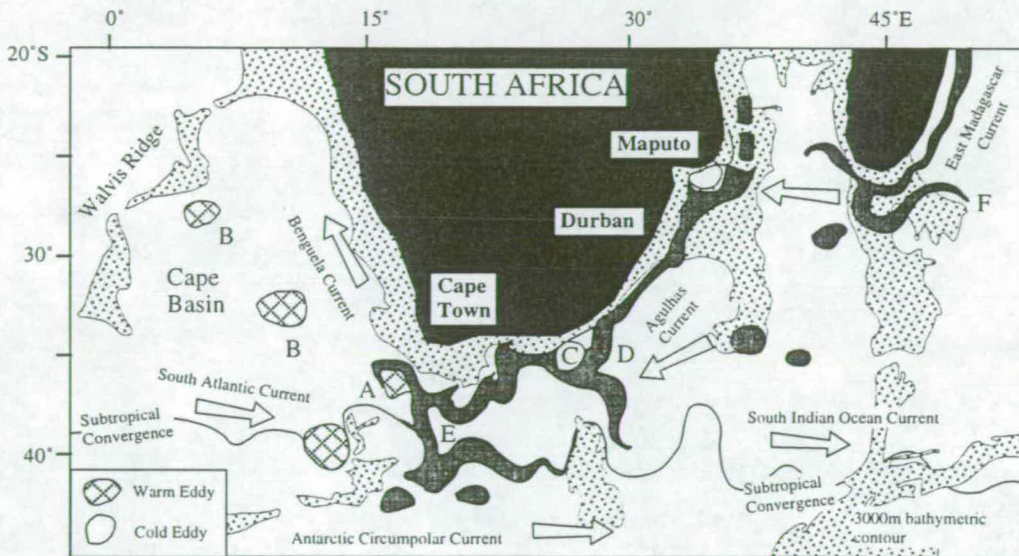 0°
15°
30°
45°E
20°S
30°
40°
SOUTH AFRICA
Maputo
Durban
Cape
Town
East Madagascar
Current
F
Walvis Ridge
B
Cape
Basin
B
Benguela Current
Agulhas
Current
C
D
A
E
South Atlantic Current
Subtropical
Convergence
South Indian Ocean Current
Subtropical
Convergence
3000m bathymetric
contour
Antarctic Circumpolar Current
Warm Eddy
Cold Eddy